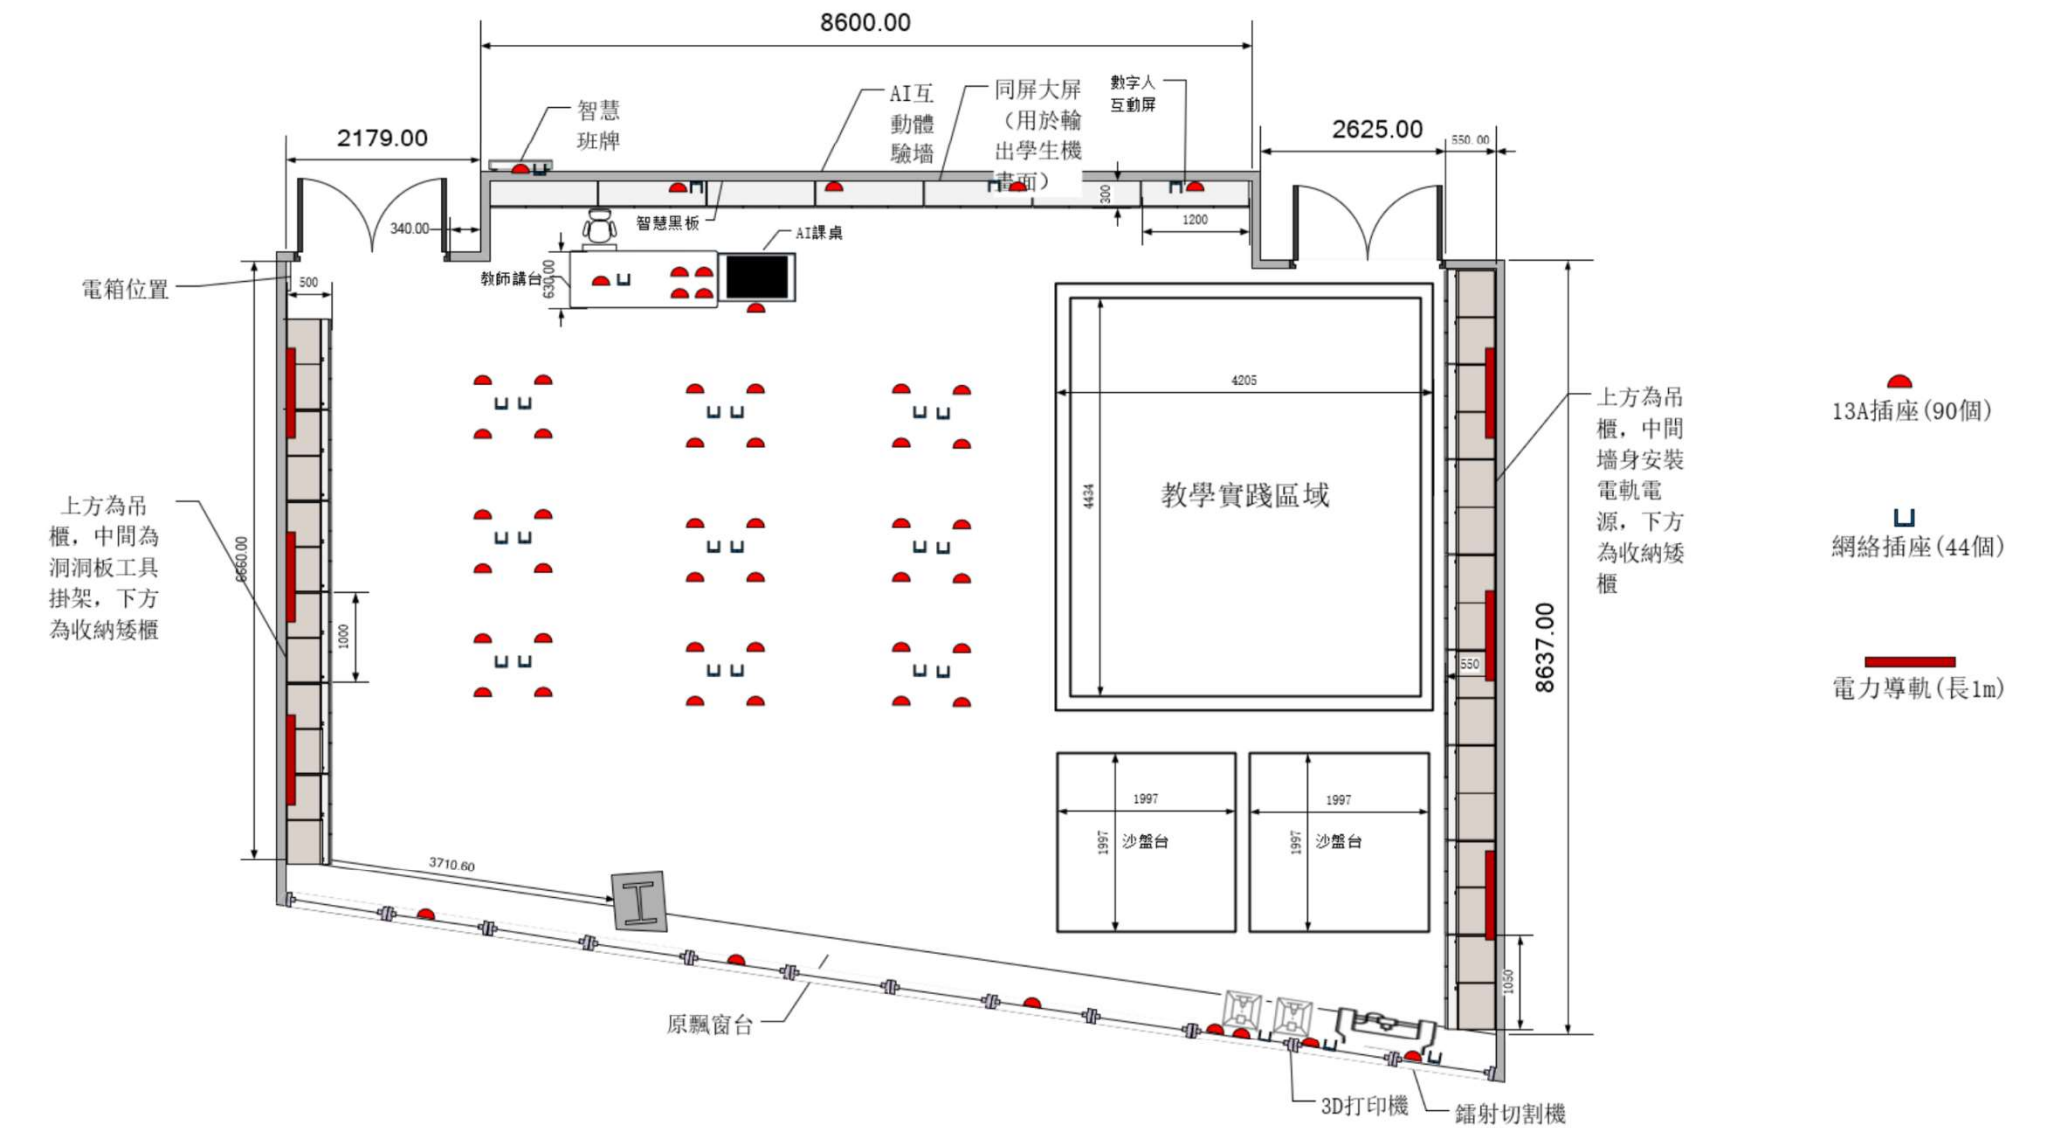 8600.00
智慧
班牌
AI互
動體
驗墻
同屏大屏
（用於輸
出學生機
畫面）
數字人
互動屏
2179.00
2625.00
550.00
300
1200
340.00
智慧黑板
AI課桌
教師講台
630.00
電箱位置
500
4205
4434
教學實踐區域
上方為吊
櫃，中間為
洞洞板工具
掛架，下方
為收納矮櫃
6660.00
1000
上方為吊
櫃，中間
墻身安裝
電軌電
源，下方
為收納矮
櫃
550
8637.00
13A插座(90個)
網絡插座(44個)
電力導軌(長1m)
1997
1997
沙盤台
1997
1997
沙盤台
3710.60
1050
原飄窗台
3D打印機
鐳射切割機